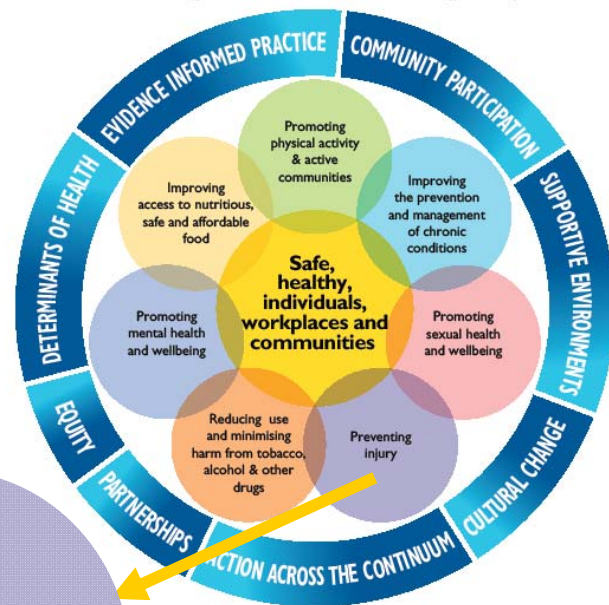 EVIDENCE INFORMED PRACTICE
COMMUNITY PARTICIPATION
SUPPORTIVE ENVIRONMENTS
CULTURAL CHANGE
ACTION ACROSS THE CONTINUUM
PARTNERSHIPS
EQUITY
DETERMINANTS OF HEALTH
Promoting
physical activity
& active
communities
Improving
the prevention
and management
of chronic
conditions
Promoting
sexual health
and wellbeing
Preventing
injury
Reducing use
and minimising
harm from tobacco,
alcohol & other
drugs
Promoting
mental health
and wellbeing
Improving
access to nutritious,
safe and affordable
food
Safe,
healthy,
individuals,
workplaces and
communities